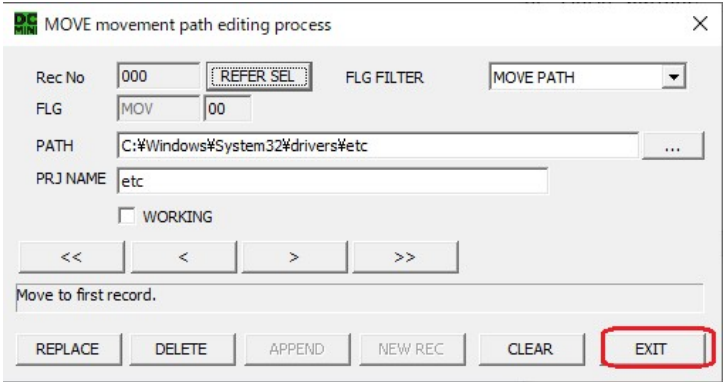 DC MINI MOVE movement path editing process
Rec No 000 REFER SEL FLG FILTER MOVE PATH
FLG MOV 00
PATH C:¥Windows¥System32¥drivers¥etc ...
PRJ NAME etc
WORKING
<< < > >>
Move to first record.
REPLACE DELETE APPEND NEW REC CLEAR EXIT